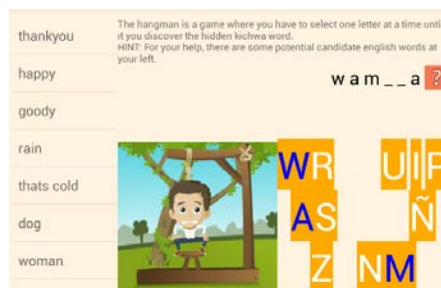 thankyou
happy
goody
rain
thats cold
dog
woman
The hangman is a game where you have to select one letter at a time unti
it you discover the hidden kichwa word.
HINT: For your help, there are some potential candidate english words at
your left.
w a m _ _ a ?
W R U I P
A S Ñ
Z N M